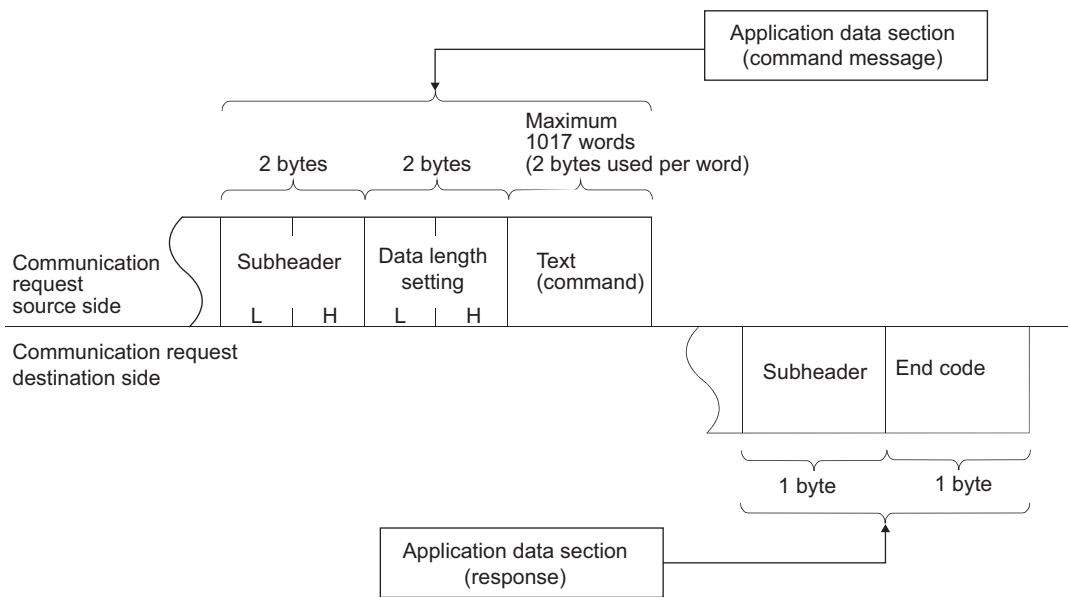 Application data section
(command message)
Maximum
1017 words
(2 bytes used per word)
2 bytes
2 bytes
Communication
request
source side
Subheader
Data length
setting
Text
(command)
L
H
L
H
Communication request
destination side
Subheader
End code
1 byte
1 byte
Application data section
(response)